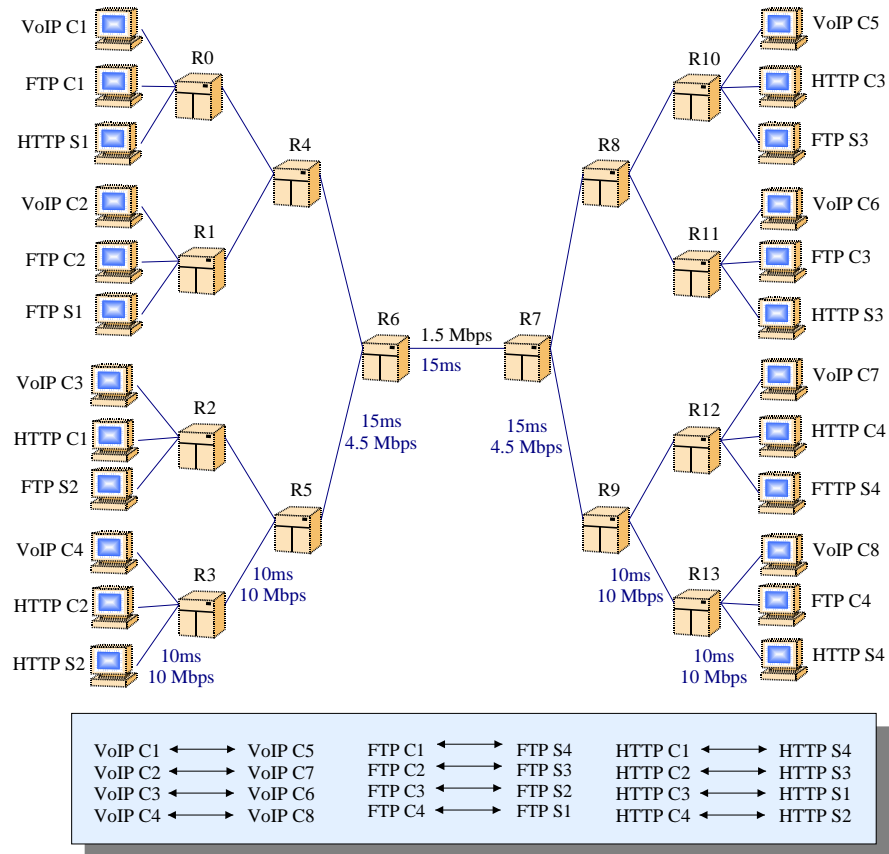 VoIP C1
FTP C1
HTTP S1
R0
VoIP C2
FTP C2
FTP S1
R1
R4
VoIP C3
HTTP C1
FTP S2
R2
VoIP C4
HTTP C2
HTTP S2
R3
R5
10ms
10 Mbps
10ms
10 Mbps
R6
15ms
4.5 Mbps
1.5 Mbps
15ms
R7
15ms
4.5 Mbps
R8
R10
VoIP C5
HTTP C3
FTP S3
R11
VoIP C6
FTP C3
HTTP S3
R9
R12
VoIP C7
HTTP C4
FTTP S4
10ms
10 Mbps
R13
VoIP C8
FTP C4
HTTP S4
10ms
10 Mbps
VoIP C1 VoIP C5
VoIP C2 VoIP C7
VoIP C3 VoIP C6
VoIP C4 VoIP C8
FTP C1 FTP S4
FTP C2 FTP S3
FTP C3 FTP S2
FTP C4 FTP S1
HTTP C1 HTTP S4
HTTP C2 HTTP S3
HTTP C3 HTTP S1
HTTP C4 HTTP S2